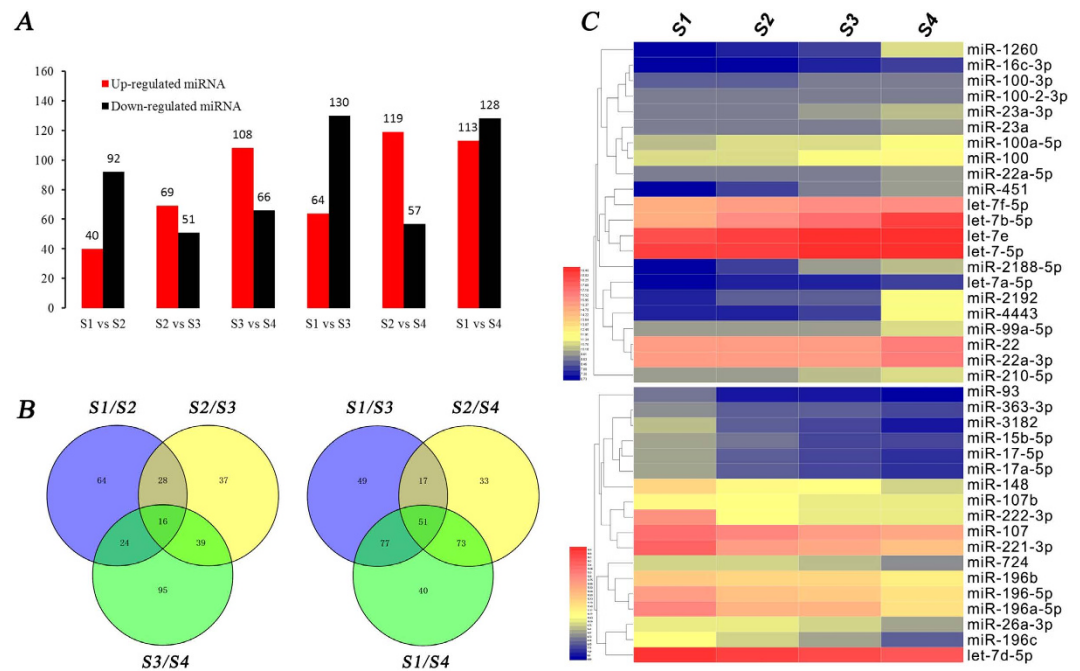 A
160
140
120
100
80
60
40
20
0
Up-regulated miRNA
Down-regulated miRNA
40
92
69
51
108
66
64
130
119
57
113
128
S1 vs S2
S2 vs S3
S3 vs S4
S1 vs S3
S2 vs S4
S1 vs S4
B
S1/S2
S2/S3
64
28
37
16
24
39
95
S3/S4
S1/S3
S2/S4
49
17
33
51
77
73
40
S1/S4
C
S1 S2 S3 S4
miR-1260
miR-16c-3p
miR-100-3p
miR-100-2-3p
miR-23a-3p
miR-23a
miR-100a-5p
miR-100
miR-22a-5p
miR-451
let-7f-5p
let-7b-5p
let-7e
let-7-5p
miR-2188-5p
let-7a-5p
miR-2192
miR-4443
miR-99a-5p
miR-22
miR-22a-3p
miR-210-5p
miR-93
miR-363-3p
miR-3182
miR-15b-5p
miR-17-5p
miR-17a-5p
miR-148
miR-107b
miR-222-3p
miR-107
miR-221-3p
miR-724
miR-196b
miR-196-5p
miR-196a-5p
miR-26a-3p
miR-196c
let-7d-5p